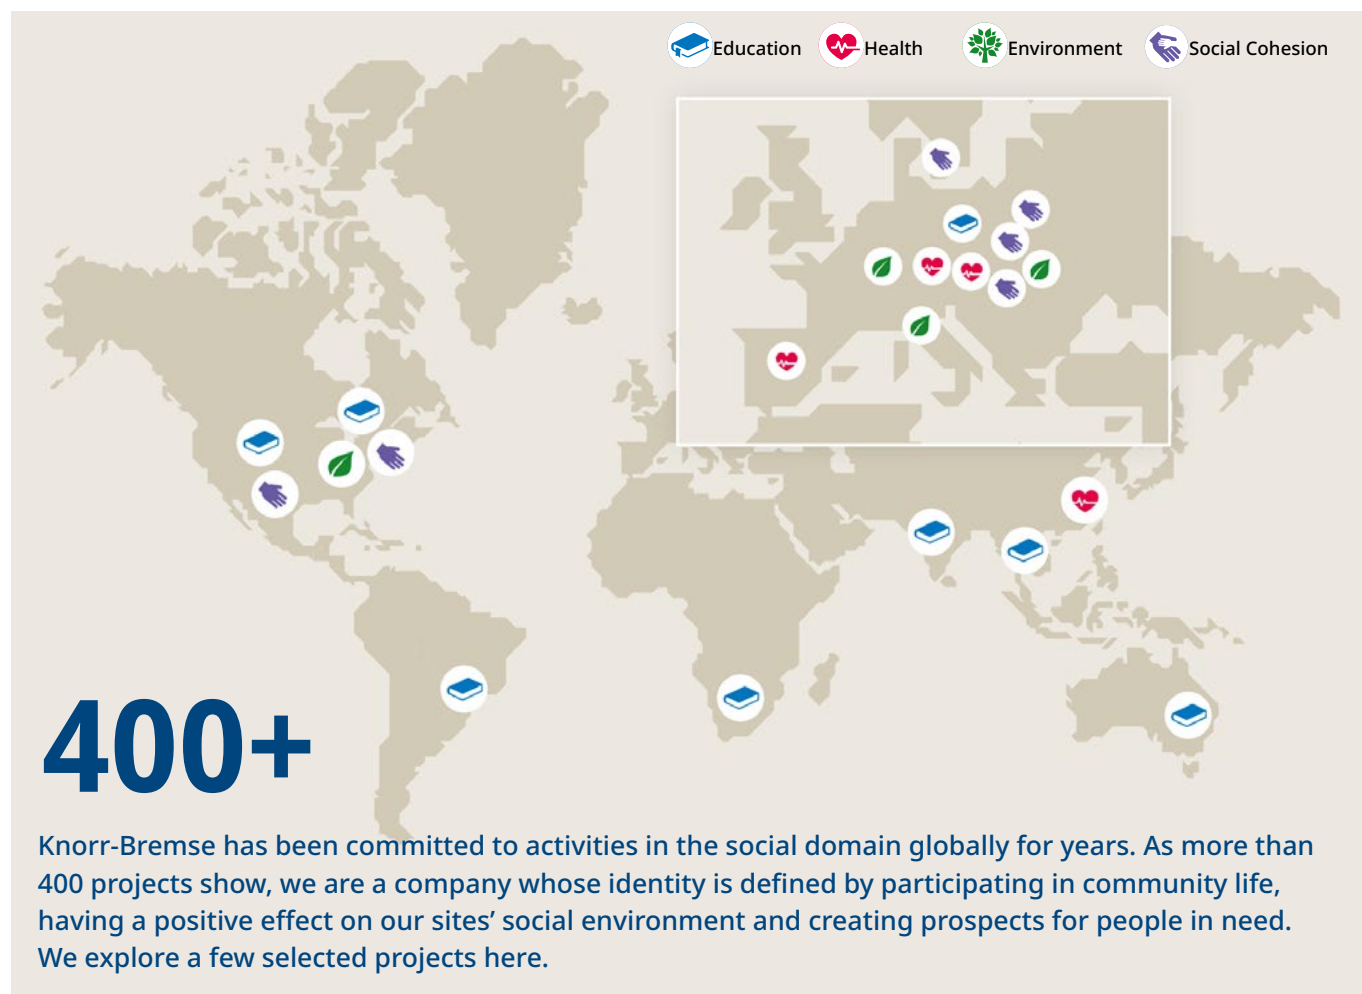 Education Health Environment Social Cohesion
400+
Knorr-Bremse has been committed to activities in the social domain globally for years. As more than
400 projects show, we are a company whose identity is defined by participating in community life,
having a positive effect on our sites’ social environment and creating prospects for people in need.
We explore a few selected projects here.